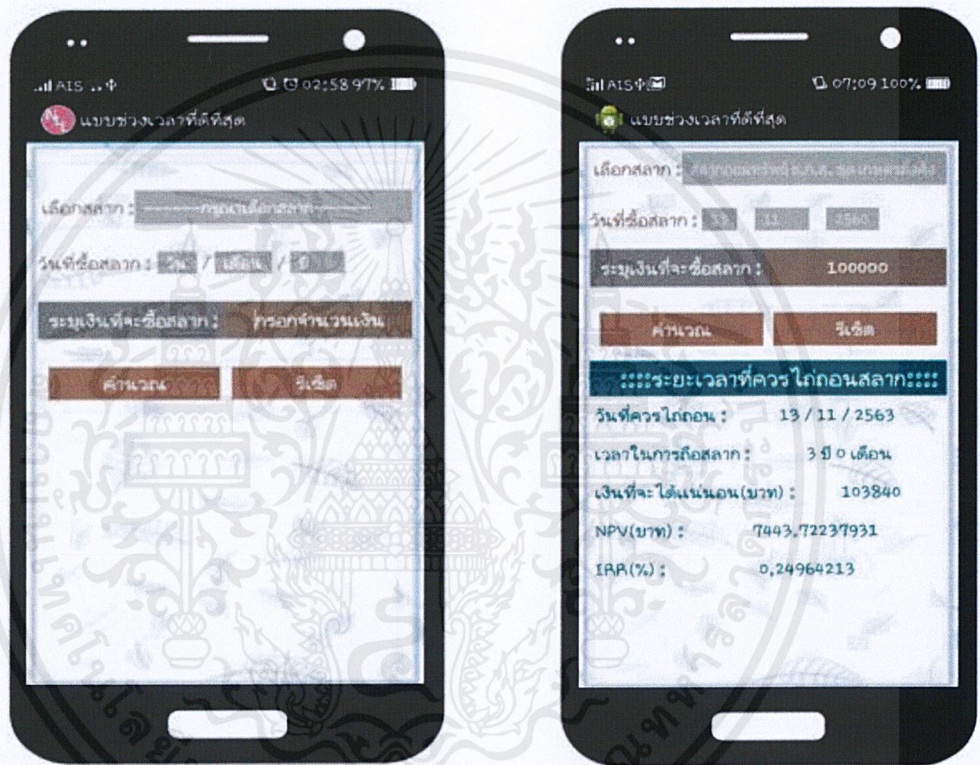 AIS
02:58 97%
แบบช่วงเวลาที่ดีที่สุด
เลือกสลาก :
กรุณาเลือกสลาก
วันที่ซื้อสลาก : / เดือน /
ระบุเงินที่จะซื้อสลาก : กรอกจำนวนเงิน
คำนวณ รีเซ็ต
AIS
07:09 100%
แบบช่วงเวลาที่ดีที่สุด
เลือกสลาก :
วันที่ซื้อสลาก : 13 11 2560
ระบุเงินที่จะซื้อสลาก : 100000
คำนวณ รีเซ็ต
::::ระยะเวลาที่ควรไถ่ถอนสลาก::::
วันที่ควรไถ่ถอน : 13 / 11 / 2563
เวลาในการถือสลาก : 3 ปี 0 เดือน
เงินที่จะได้แน่นอน(บาท) : 103840
NPV(บาท) : 7443.72237931
IRR(%) : 0.24964213